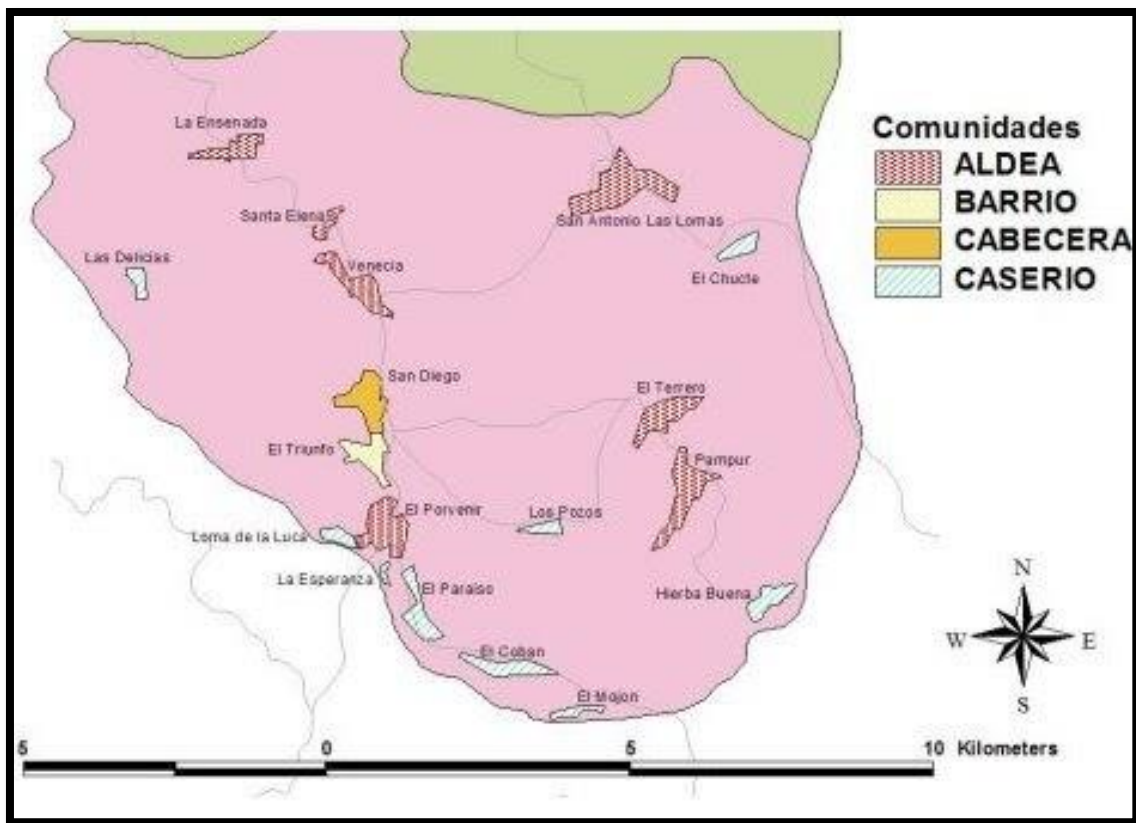 La Ensenada
Santa Elena
San Antonio Las Lomas
Las Delicias
Venecia
El Chucte
San Diego
El Terrero
El Triunfo
Pampur
El Porvenir
Los Pozos
Loma de la Luca
La Esperanza
El Paraiso
Hierba Buena
El Coban
El Mojon
Comunidades
ALDEA
BARRIO
CABECERA
CASERIO
N
W
E
S
5 0 5 10 Kilometers